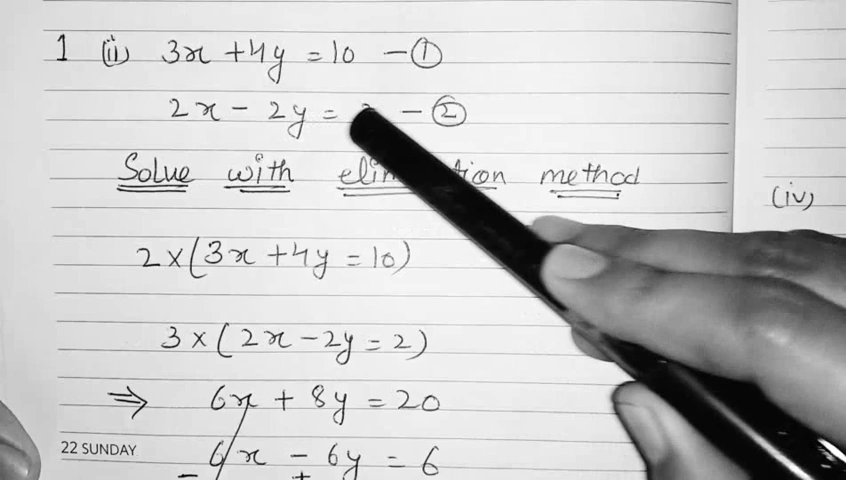 1 (ii) 3x + 4y = 10 — ①
2x - 2y = — ②
Solve with method
2 × (3x + 4y = 10)
3 × (2x - 2y = 2)
⇒ 6x + 8y = 20
6x - 6y = 6
- +
22 SUNDAY
(iv)